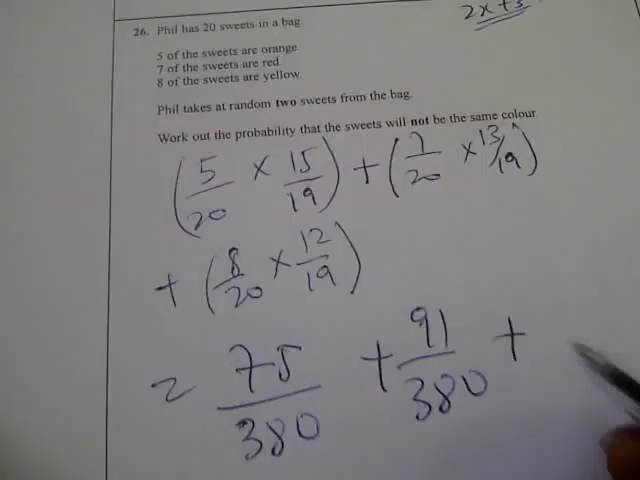 2x+3
26. Phil has 20 sweets in a bag.
5 of the sweets are orange
7 of the sweets are red
8 of the sweets are yellow
Phil takes at random two sweets from the bag.
Work out the probability that the sweets will not be the same colour.
(5/20 × 15/19) + (7/20 × 13/19)
+ (8/20 × 12/19)
= 75/380 + 91/380 +